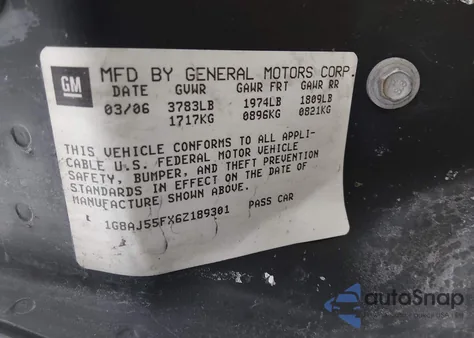 GM
MFD BY GENERAL MOTORS CORP.
DATE GVWR GAWR FRT GAWR RR
03/06 3783LB 1974LB 1809LB
1717KG 0896KG 0821KG
THIS VEHICLE CONFORMS TO ALL APPLI-
CABLE U.S. FEDERAL MOTOR VEHICLE
SAFETY, BUMPER, AND THEFT PREVENTION
STANDARDS IN EFFECT ON THE DATE OF
MANUFACTURE SHOWN ABOVE.
1G8AJ55FX6Z189301 PASS CAR
autoSnap